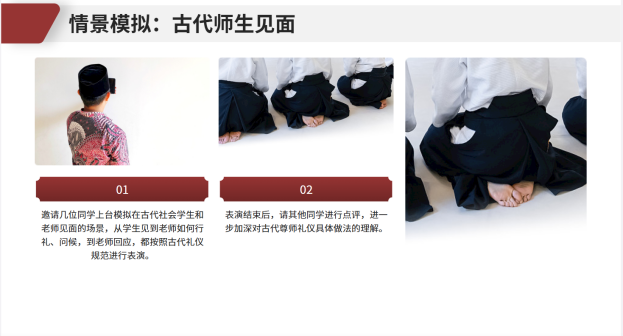 情景模拟：古代师生见面
01
邀请几位同学上台模拟在古代社会学生和
老师见面的场景，从学生见到老师如何行
礼、问候，到老师回应，都按照古代礼仪
规范进行表演。
02
表演结束后，请其他同学进行点评，进一
步加深对古代尊师礼仪具体做法的理解。